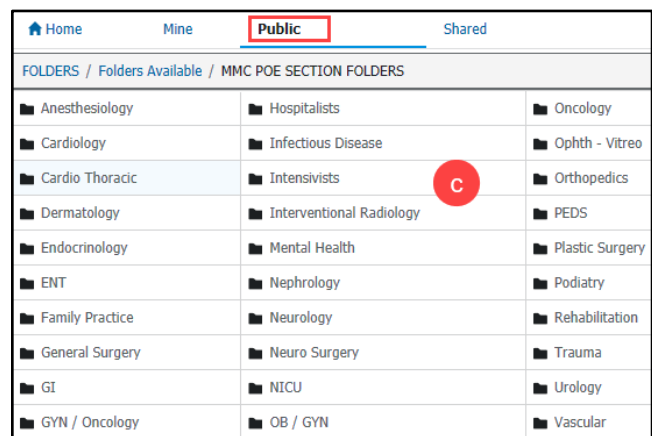 Home Mine Public Shared
FOLDERS / Folders Available / MMC POE SECTION FOLDERS
Anesthesiology Hospitalists Oncology
Cardiology Infectious Disease Ophth - Vitreo
Cardio Thoracic Intensivists C Orthopedics
Dermatology Interventional Radiology PEDS
Endocrinology Mental Health Plastic Surgery
ENT Nephrology Podiatry
Family Practice Neurology Rehabilitation
General Surgery Neuro Surgery Trauma
GI NICU Urology
GYN / Oncology OB / GYN Vascular